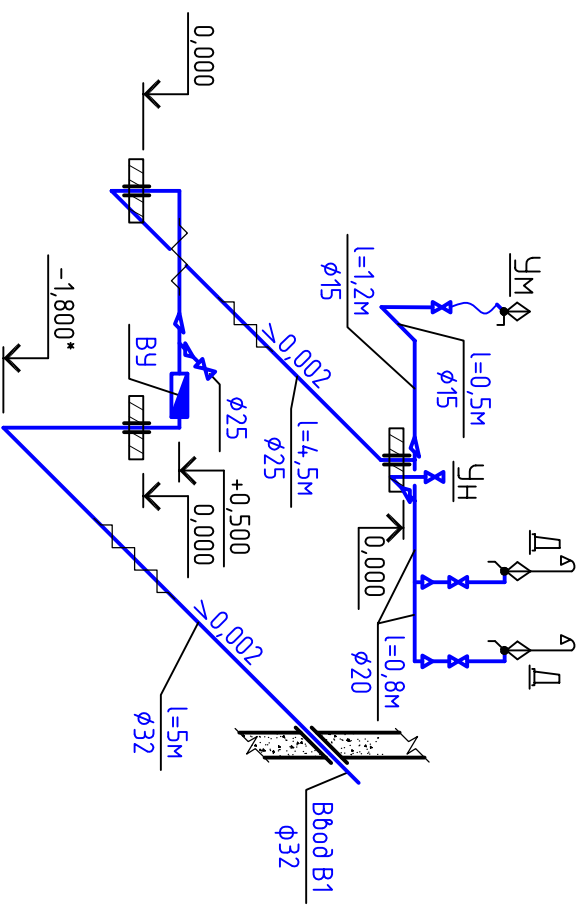 Ввод В1
ф32
Ум
l=0,5м
ф15
l=1,2м
ф15
Ун
l=0,8м
ф20
0,000
≥0,002
l=4,5м
ф25
0,000
ВУ
ф25
+0,500
0,000
-1,800*
≥0,002
l=5м
ф32